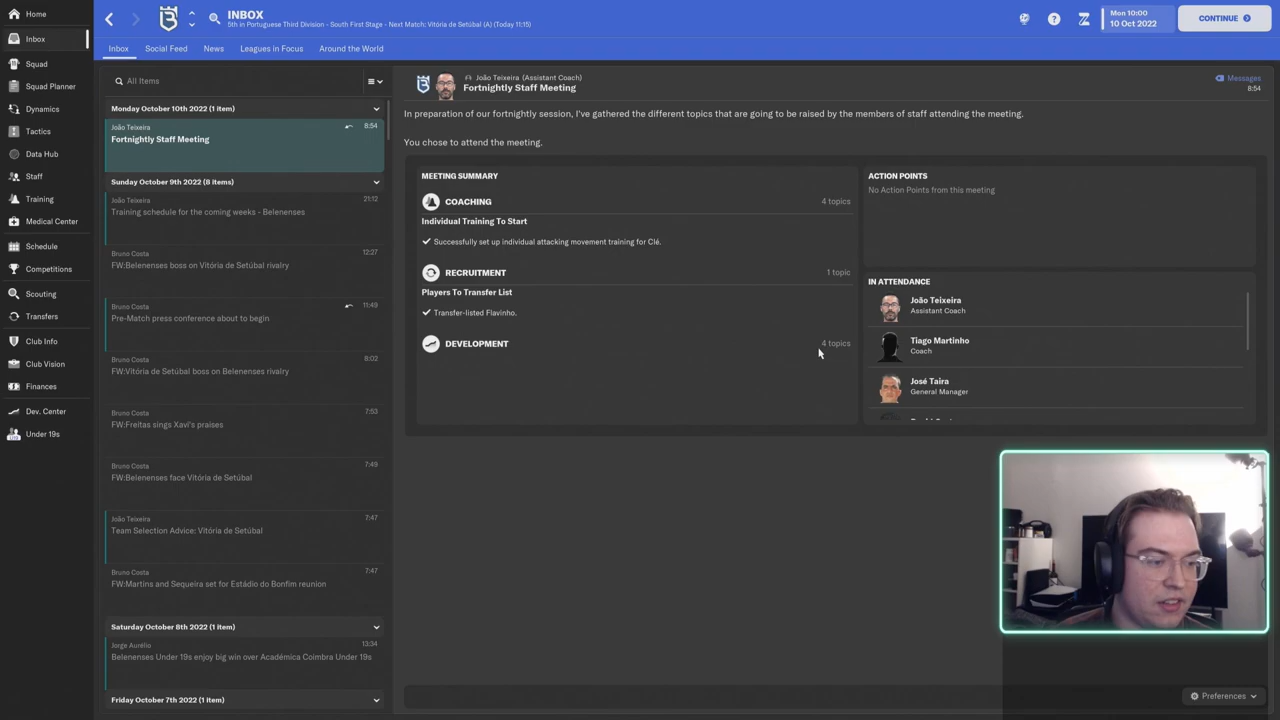 Home
Inbox
Squad
Squad Planner
Dynamics
Tactics
Data Hub
Staff
Training
Medical Center
Schedule
Competitions
Scouting
Transfers
Club Info
Club Vision
Finances
Dev. Center
Under 19s
INBOX
5th in Portuguese Third Division - South First Stage - Next Match: Vitória de Setúbal (A) (Today 11:15)
Mon 10:00
10 Oct 2022
CONTINUE
Inbox
Social Feed
News
Leagues in Focus
Around the World
All Items
Monday October 10th 2022 (1 item)
João Teixeira
8:54
Fortnightly Staff Meeting
Sunday October 9th 2022 (8 items)
João Teixeira
21:12
Training schedule for the coming weeks - Belenenses
Bruno Costa
12:27
FW:Belenenses boss on Vitória de Setúbal rivalry
Bruno Costa
11:49
Pre-Match press conference about to begin
Bruno Costa
8:02
FW:Vitória de Setúbal boss on Belenenses rivalry
Bruno Costa
7:53
FW:Freitas sings Xavi's praises
Bruno Costa
7:49
FW:Belenenses face Vitória de Setúbal
João Teixeira
7:47
Team Selection Advice: Vitória de Setúbal
Bruno Costa
7:47
FW:Martins and Sequeira set for Estádio do Bonfim reunion
Saturday October 8th 2022 (1 item)
Jorge Aurélio
13:34
Belenenses Under 19s enjoy big win over Académica Coimbra Under 19s
Friday October 7th 2022 (1 item)
João Teixeira (Assistant Coach)
Fortnightly Staff Meeting
Messages
8:54
In preparation of our fortnightly session, I've gathered the different topics that are going to be raised by the members of staff attending the meeting.
You chose to attend the meeting.
MEETING SUMMARY
COACHING
4 topics
Individual Training To Start
Successfully set up individual attacking movement training for Clé.
RECRUITMENT
1 topic
Players To Transfer List
Transfer-listed Flavinho.
DEVELOPMENT
4 topics
ACTION POINTS
No Action Points from this meeting
IN ATTENDANCE
João Teixeira
Assistant Coach
Tiago Martinho
Coach
José Taira
General Manager
Preferences